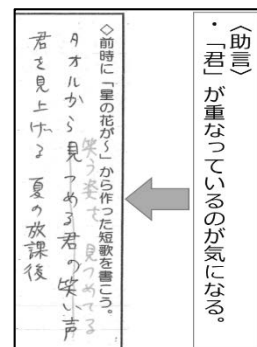 〈助言〉
・「君」が重なっているのが気になる。
◇前時に「星の花が～」から作った短歌を書こう。
笑う姿を 見つめてる
タオルから見つめる君の笑い声
君を見上げる 夏の放課後